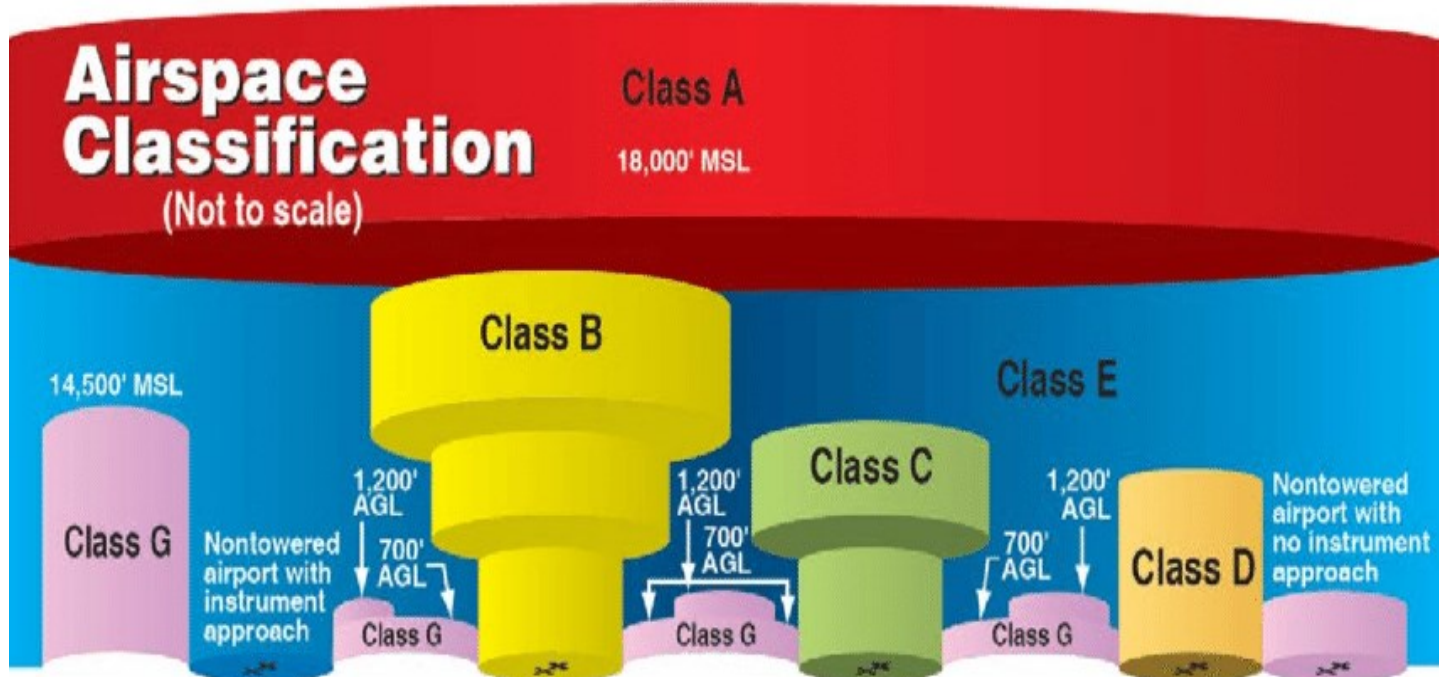 Airspace
Classification
(Not to scale)
Class A
18,000' MSL
Class B
Class E
14,500' MSL
Class C
1,200'
AGL
1,200'
AGL
1,200'
AGL
Nontowered
airport with
no instrument
approach
Class G
Nontowered
airport with
instrument
approach
700'
AGL
700'
AGL
700'
AGL
Class D
Class G
Class G
Class G